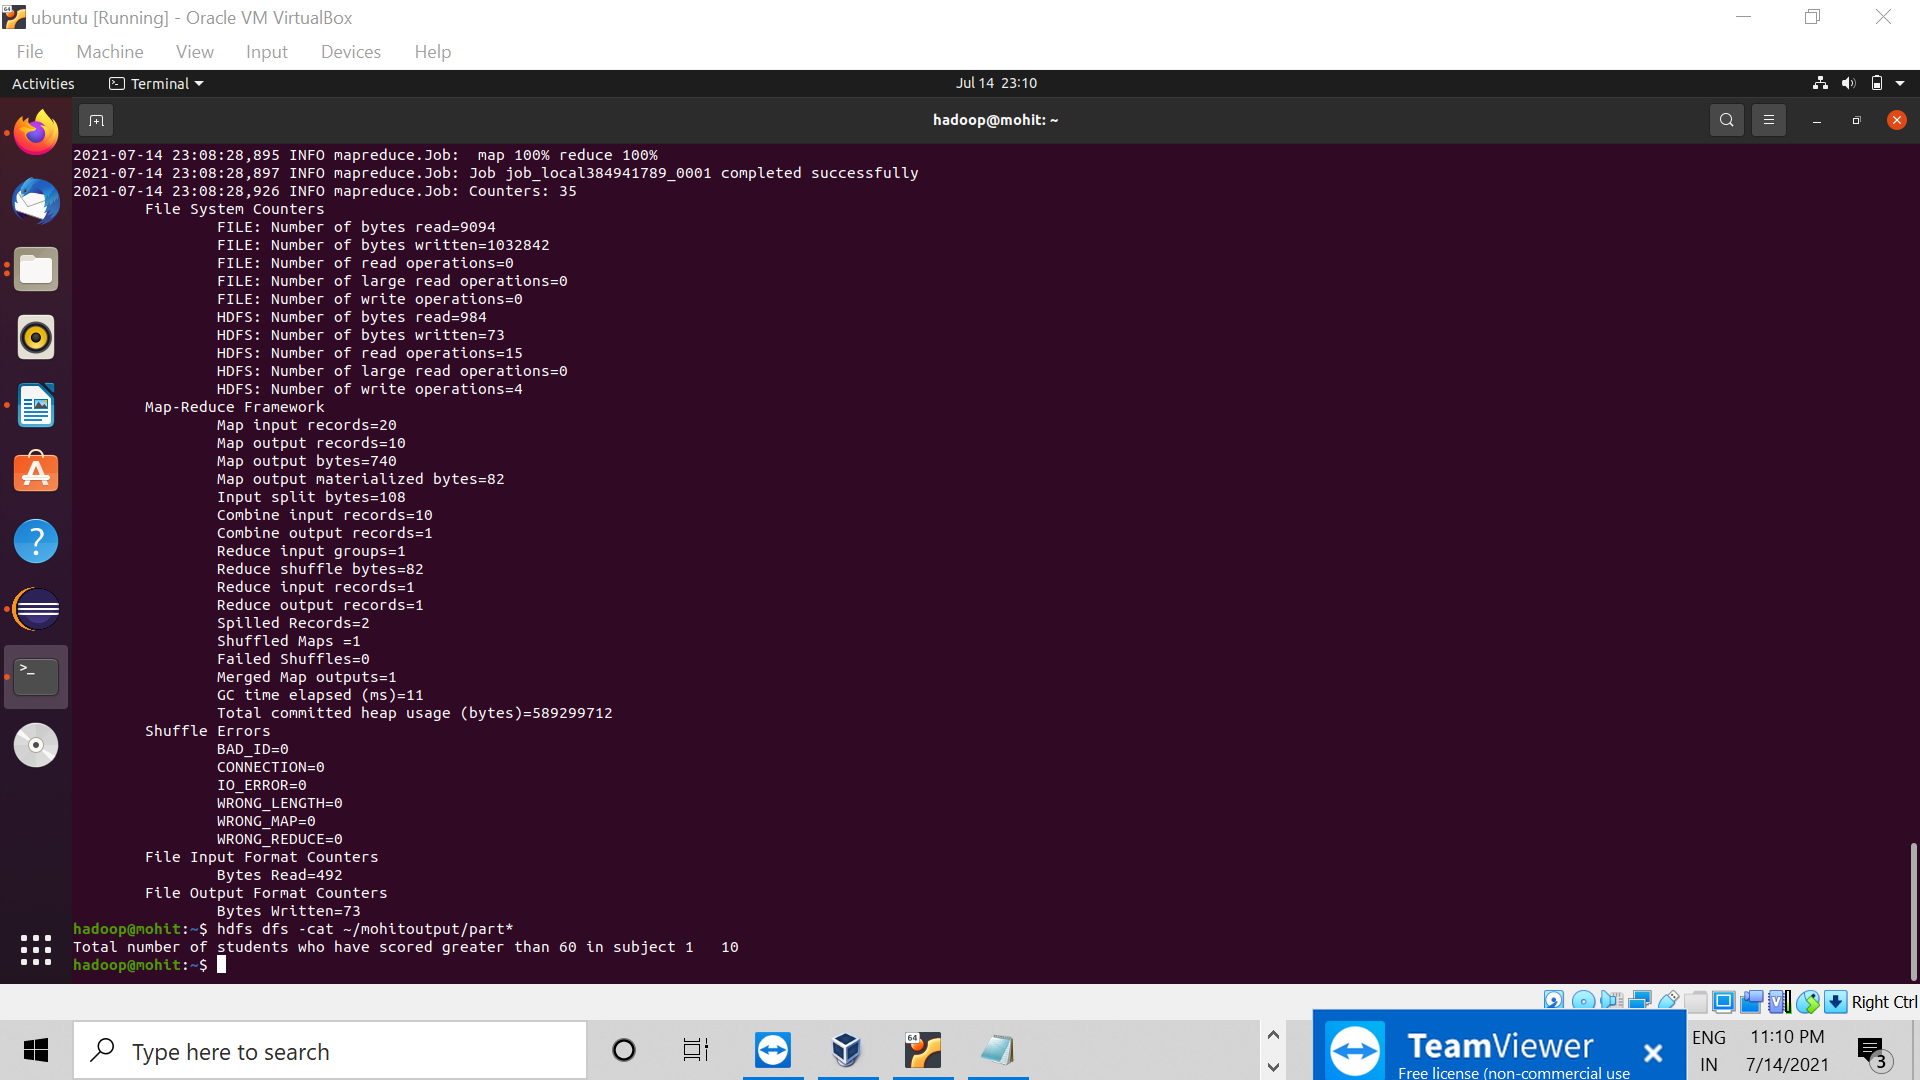 ubuntu [Running] - Oracle VM VirtualBox
File Machine View Input Devices Help
Activities Terminal Jul 14 23:10
hadoop@mohit: ~
2021-07-14 23:08:28,895 INFO mapreduce.Job:  map 100% reduce 100%
2021-07-14 23:08:28,897 INFO mapreduce.Job: Job job_local384941789_0001 completed successfully
2021-07-14 23:08:28,926 INFO mapreduce.Job: Counters: 35
File System Counters
FILE: Number of bytes read=9094
FILE: Number of bytes written=1032842
FILE: Number of read operations=0
FILE: Number of large read operations=0
FILE: Number of write operations=0
HDFS: Number of bytes read=984
HDFS: Number of bytes written=73
HDFS: Number of read operations=15
HDFS: Number of large read operations=0
HDFS: Number of write operations=4
Map-Reduce Framework
Map input records=20
Map output records=10
Map output bytes=740
Map output materialized bytes=82
Input split bytes=108
Combine input records=10
Combine output records=1
Reduce input groups=1
Reduce shuffle bytes=82
Reduce input records=1
Reduce output records=1
Spilled Records=2
Shuffled Maps =1
Failed Shuffles=0
Merged Map outputs=1
GC time elapsed (ms)=11
Total committed heap usage (bytes)=589299712
Shuffle Errors
BAD_ID=0
CONNECTION=0
IO_ERROR=0
WRONG_LENGTH=0
WRONG_MAP=0
WRONG_REDUCE=0
File Input Format Counters
Bytes Read=492
File Output Format Counters
Bytes Written=73
hadoop@mohit:~$ hdfs dfs -cat ~/mohitoutput/part*
Total number of students who have scored greater than 60 in subject 1   10
hadoop@mohit:~$
Right Ctrl
Type here to search
64
TeamViewer
Free license (non-commercial use
ENG 11:10 PM
IN 7/14/2021
3